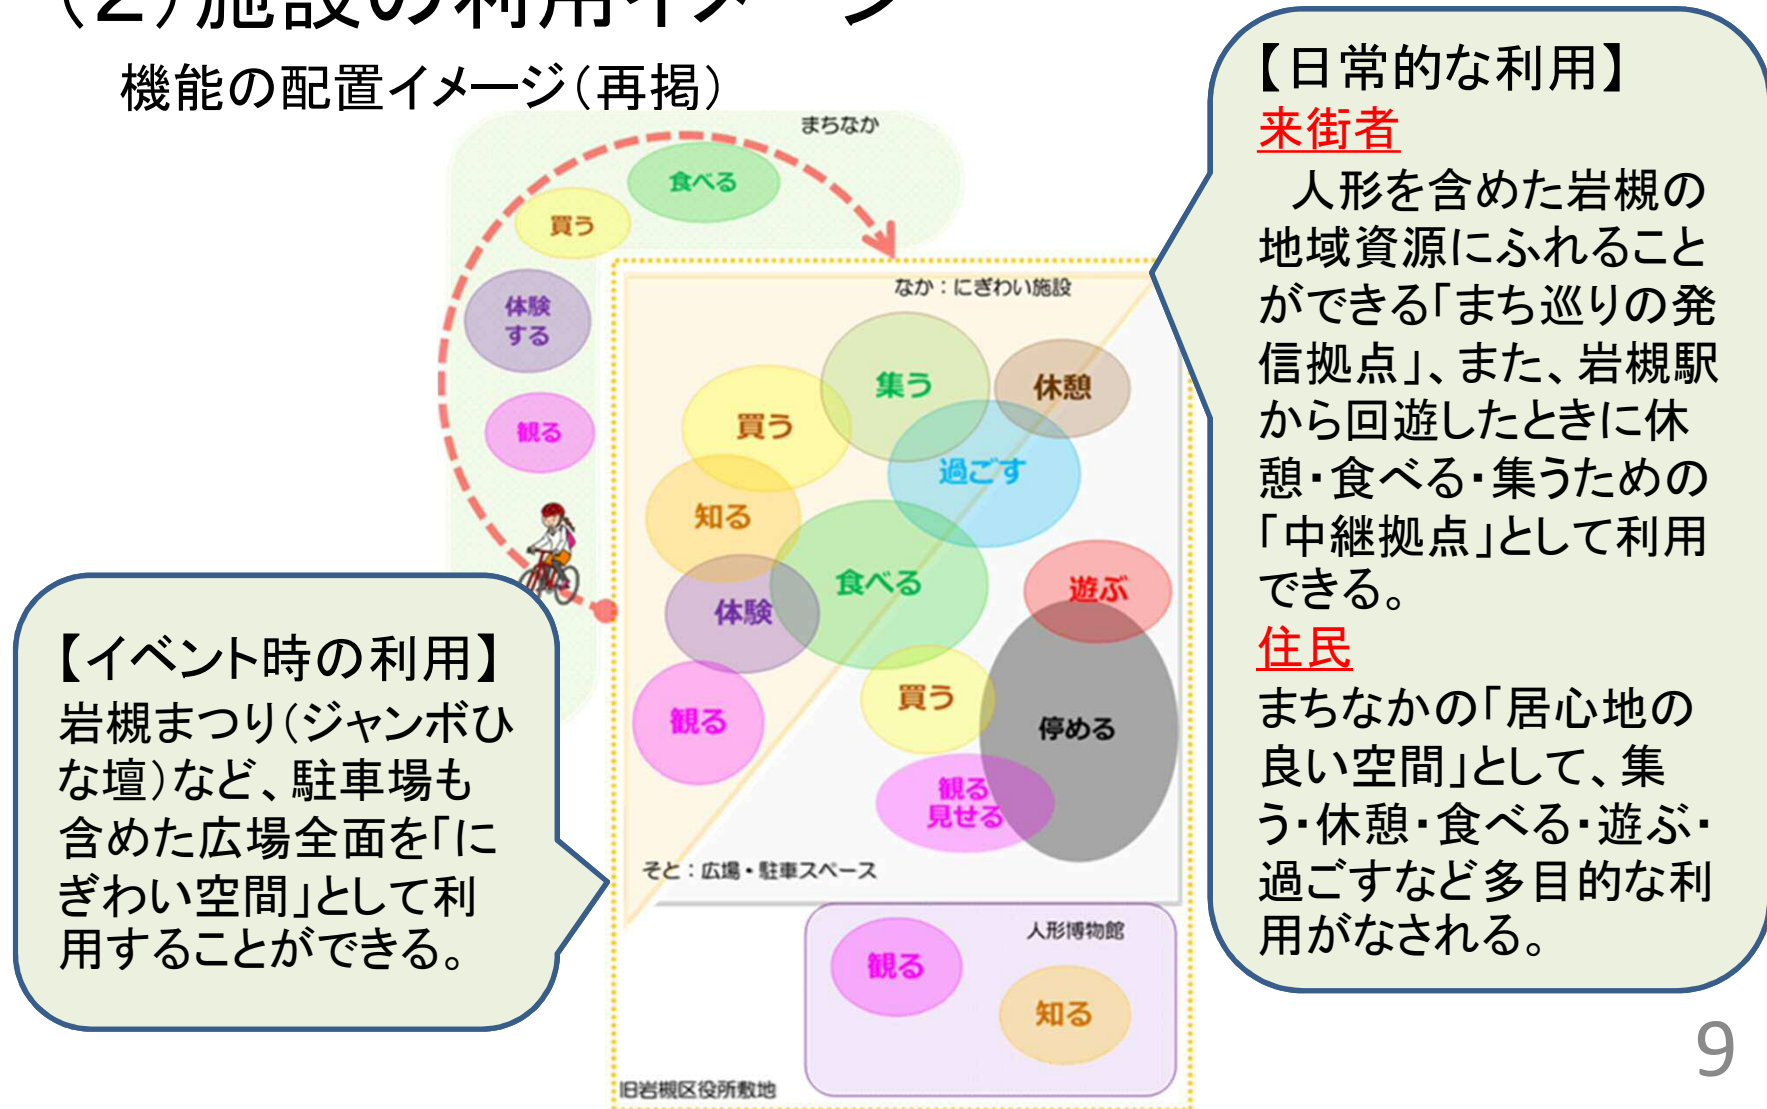 (2)施設の利用イメージ
機能の配置イメージ(再掲)
まちなか
食べる
買う
体験
する
観る
なか:にぎわい施設
集う
休憩
買う
過ごす
知る
食べる
体験
遊ぶ
観る
買う
停める
観る
見せる
そと:広場・駐車スペース
人形博物館
観る
知る
旧岩槻区役所敷地
【イベント時の利用】
岩槻まつり(ジャンボひ
な壇)など、駐車場も
含めた広場全面を「に
ぎわい空間」として利
用することができる。
【日常的な利用】
来街者
人形を含めた岩槻の
地域資源にふれること
ができる「まち巡りの発
信拠点」、また、岩槻駅
から回遊したときに休
憩・食べる・集うための
「中継拠点」として利用
できる。
住民
まちなかの「居心地の
良い空間」として、集
う・休憩・食べる・遊ぶ・
過ごすなど多目的な利
用がなされる。
9